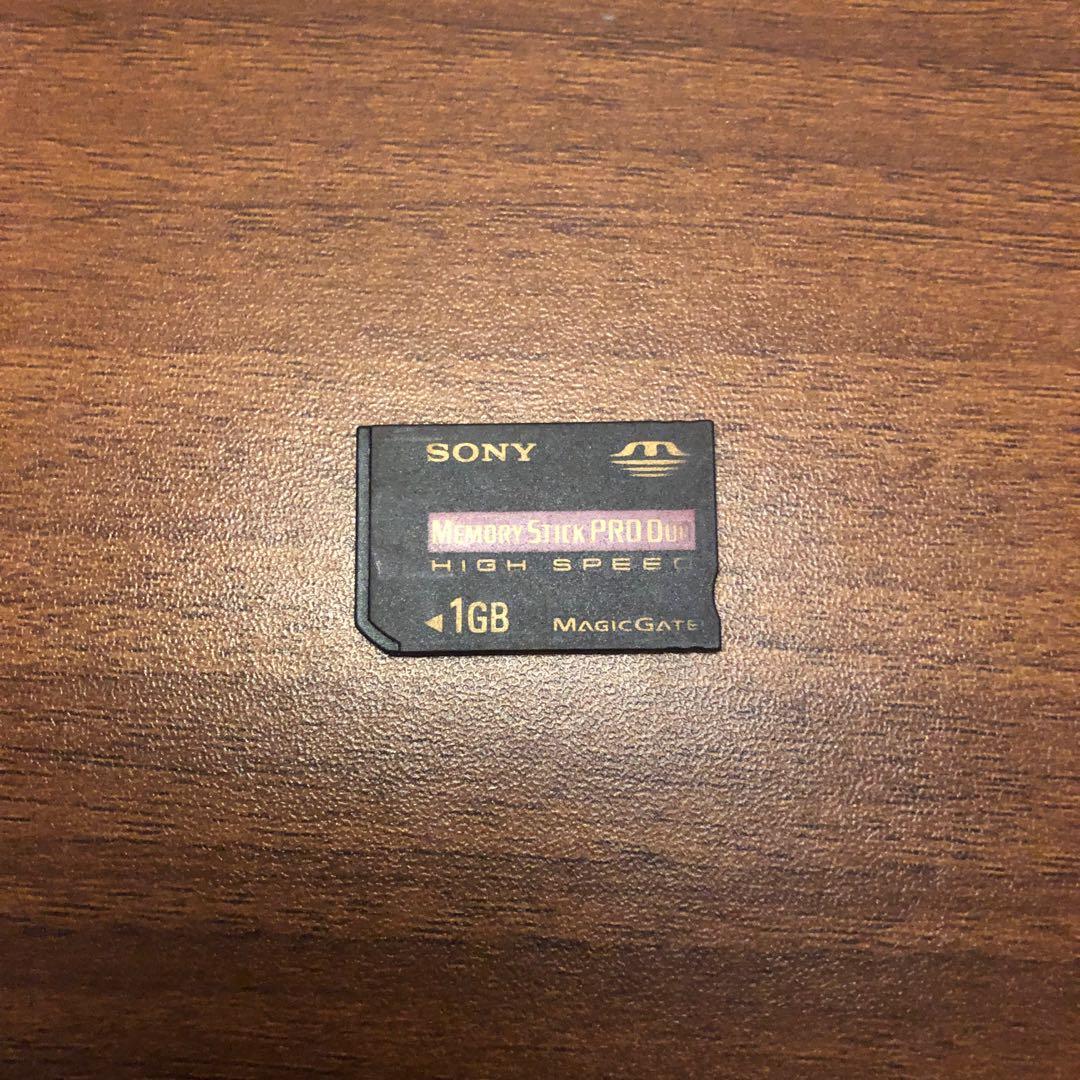 SONY
MEMORY STICK PRO DUO
HIGH SPEED
1GB MAGICGATE